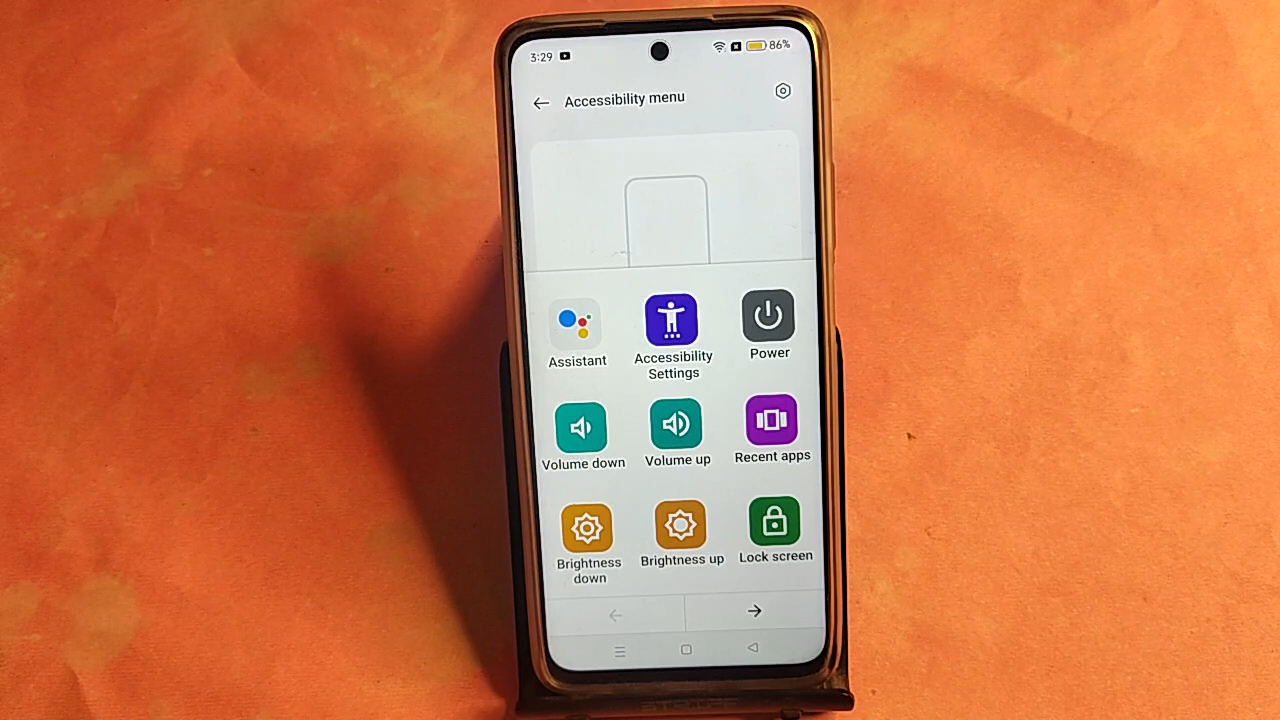 3:29 86%
Accessibility menu
Assistant
Accessibility
Settings
Power
Volume down
Volume up
Recent apps
Brightness
down
Brightness up
Lock screen